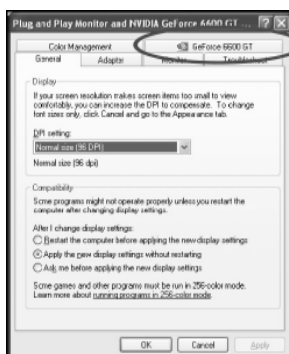 Plug and Play Monitor and NVIDIA GeForce 6600 GT ...
Color Management
GeForce 6600 GT
General
Adapter
Monitor
Troubleshoot
Display
If your screen resolution makes screen items too small to view
comfortably, you can increase the DPI to compensate. To change
font sizes only, click Cancel and go to the Appearance tab.
DPI setting:
Normal size (96 DPI)
Normal size (96 dpi)
Compatibility
Some programs might not operate properly unless you restart the
computer after changing display settings.
After I change display settings:
Restart the computer before applying the new display settings
Apply the new display settings without restarting
Ask me before applying the new display settings
Some games and other programs must be run in 256-color mode.
Learn more about running programs in 256-color mode.
OK
Cancel
Apply